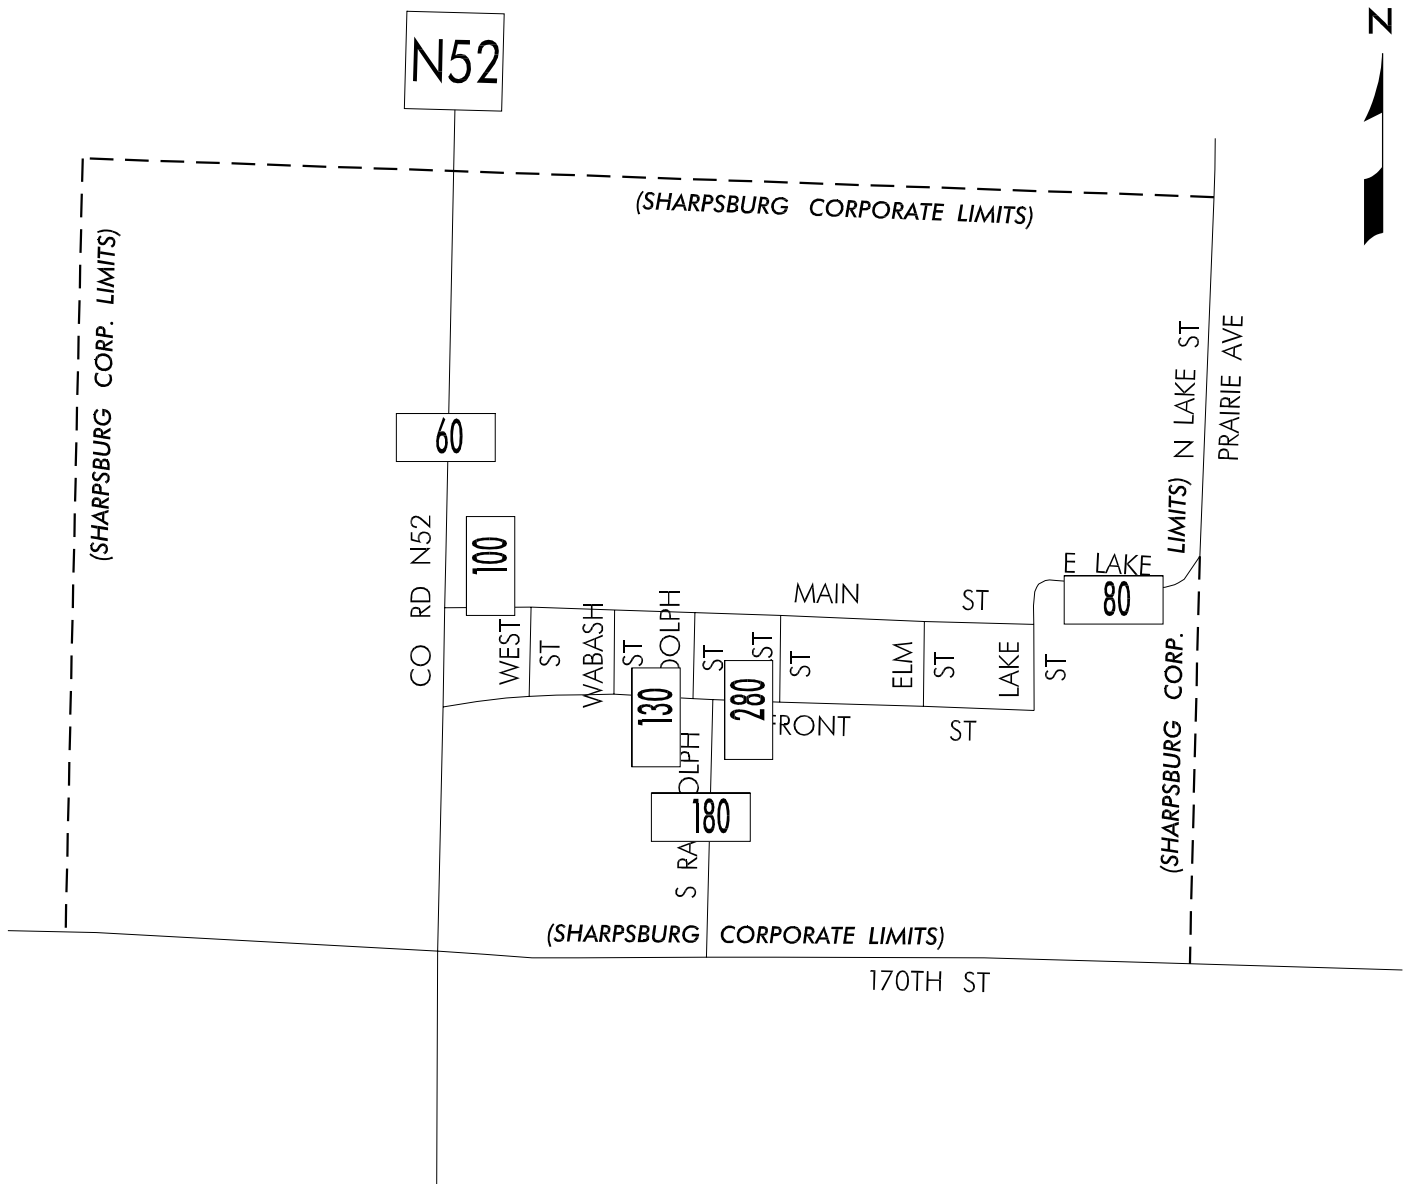 N
N52
(SHARPSBURG CORPORATE LIMITS)
(SHARPSBURG CORP. LIMITS)
N LAKE ST
PRAIRIE AVE
60
CO RD N52
100
(SHARPSBURG CORP. LIMITS)
E LAKE
80
MAIN ST
WEST ST
WABASH ST
DOLPH ST
ST
ST
ELM ST
LAKE ST
130
280
FRONT ST
S RA
OLPH
180
(SHARPSBURG CORPORATE LIMITS)
170TH ST